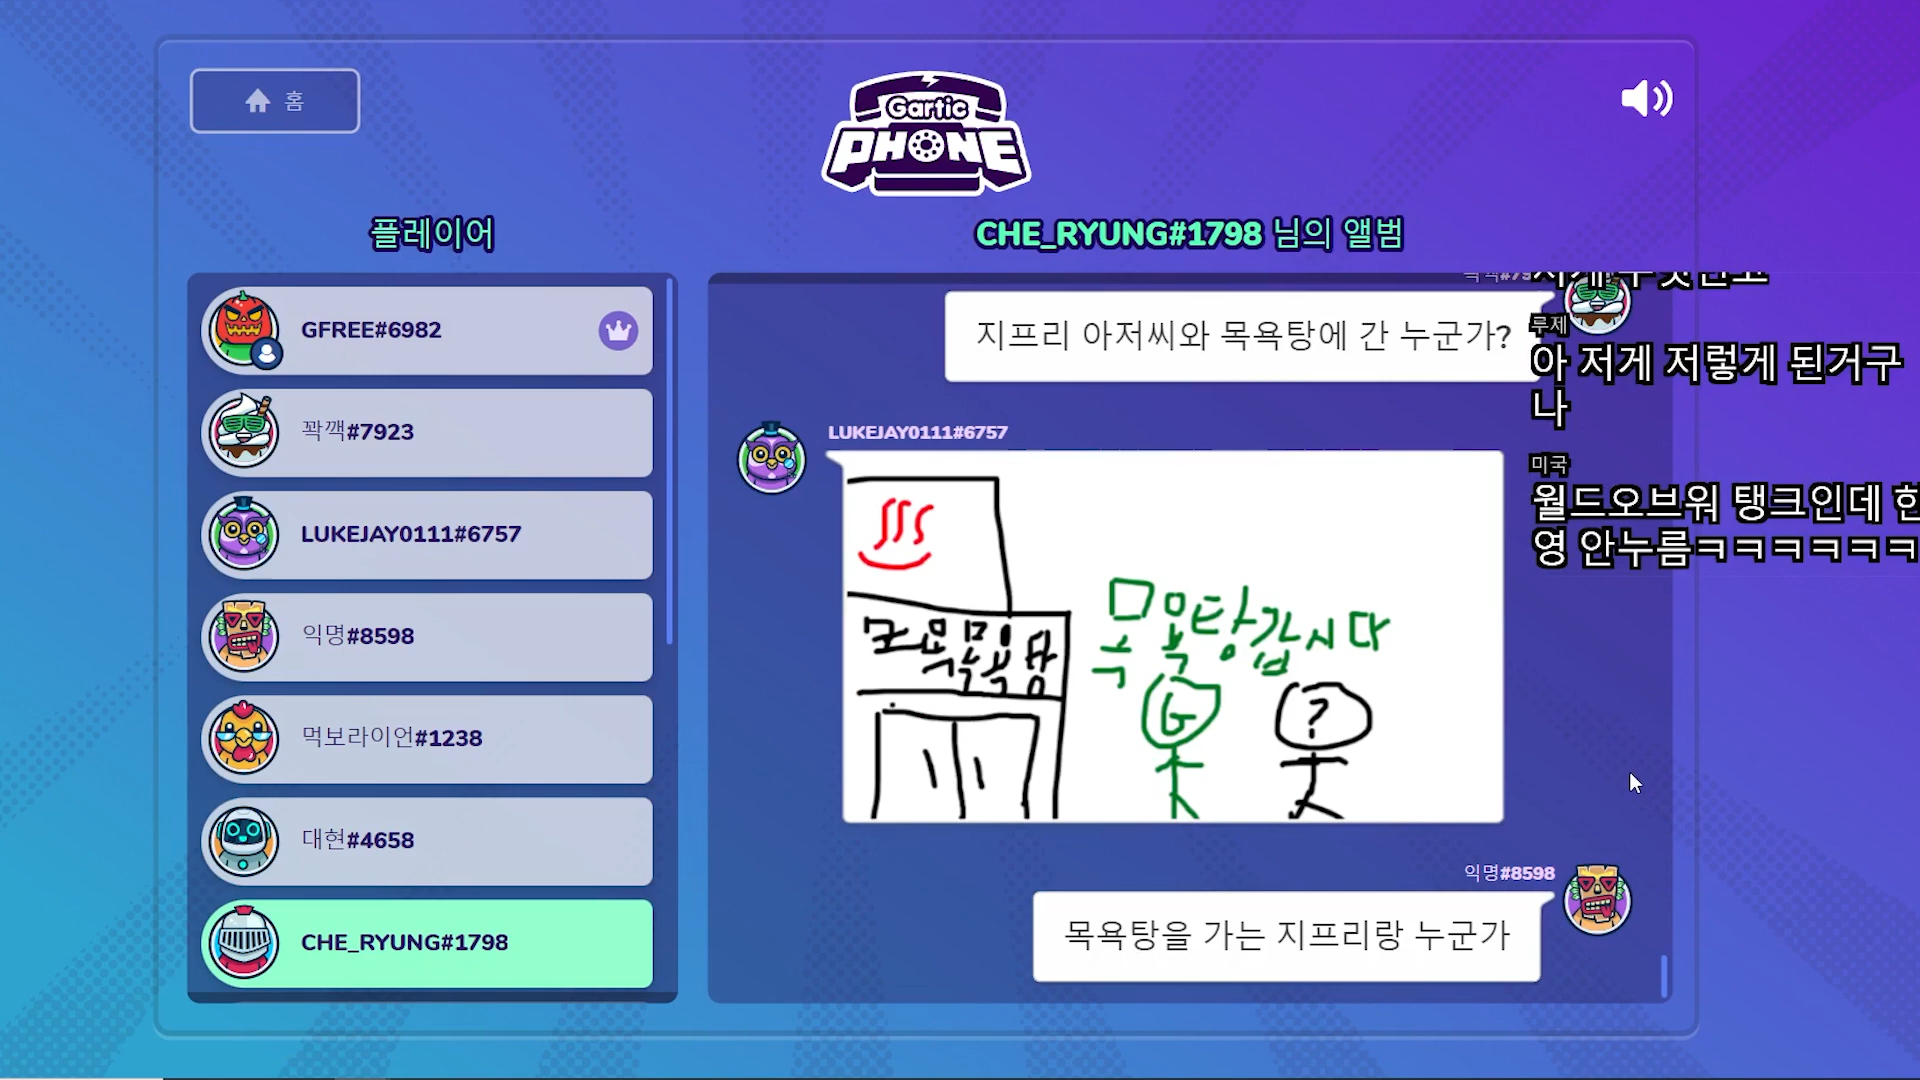 홈
Gartic
PHONE
플레이어
CHE_RYUNG#1798 님의 앨범
GFREE#6982
꽉깩#7923
LUKEJAY0111#6757
익명#8598
먹보라이언#1238
대현#4658
CHE_RYUNG#1798
지프리 아저씨와 목욕탕에 간 누군가?
LUKEJAY0111#6757
목욕탕갑시다
G
?
익명#8598
목욕탕을 가는 지프리랑 누군가
루제
아 저게 저렇게 된거구
나
미국
월드오브워 탱크인데 한
영 안누름ㅋㅋㅋㅋㅋㅋ